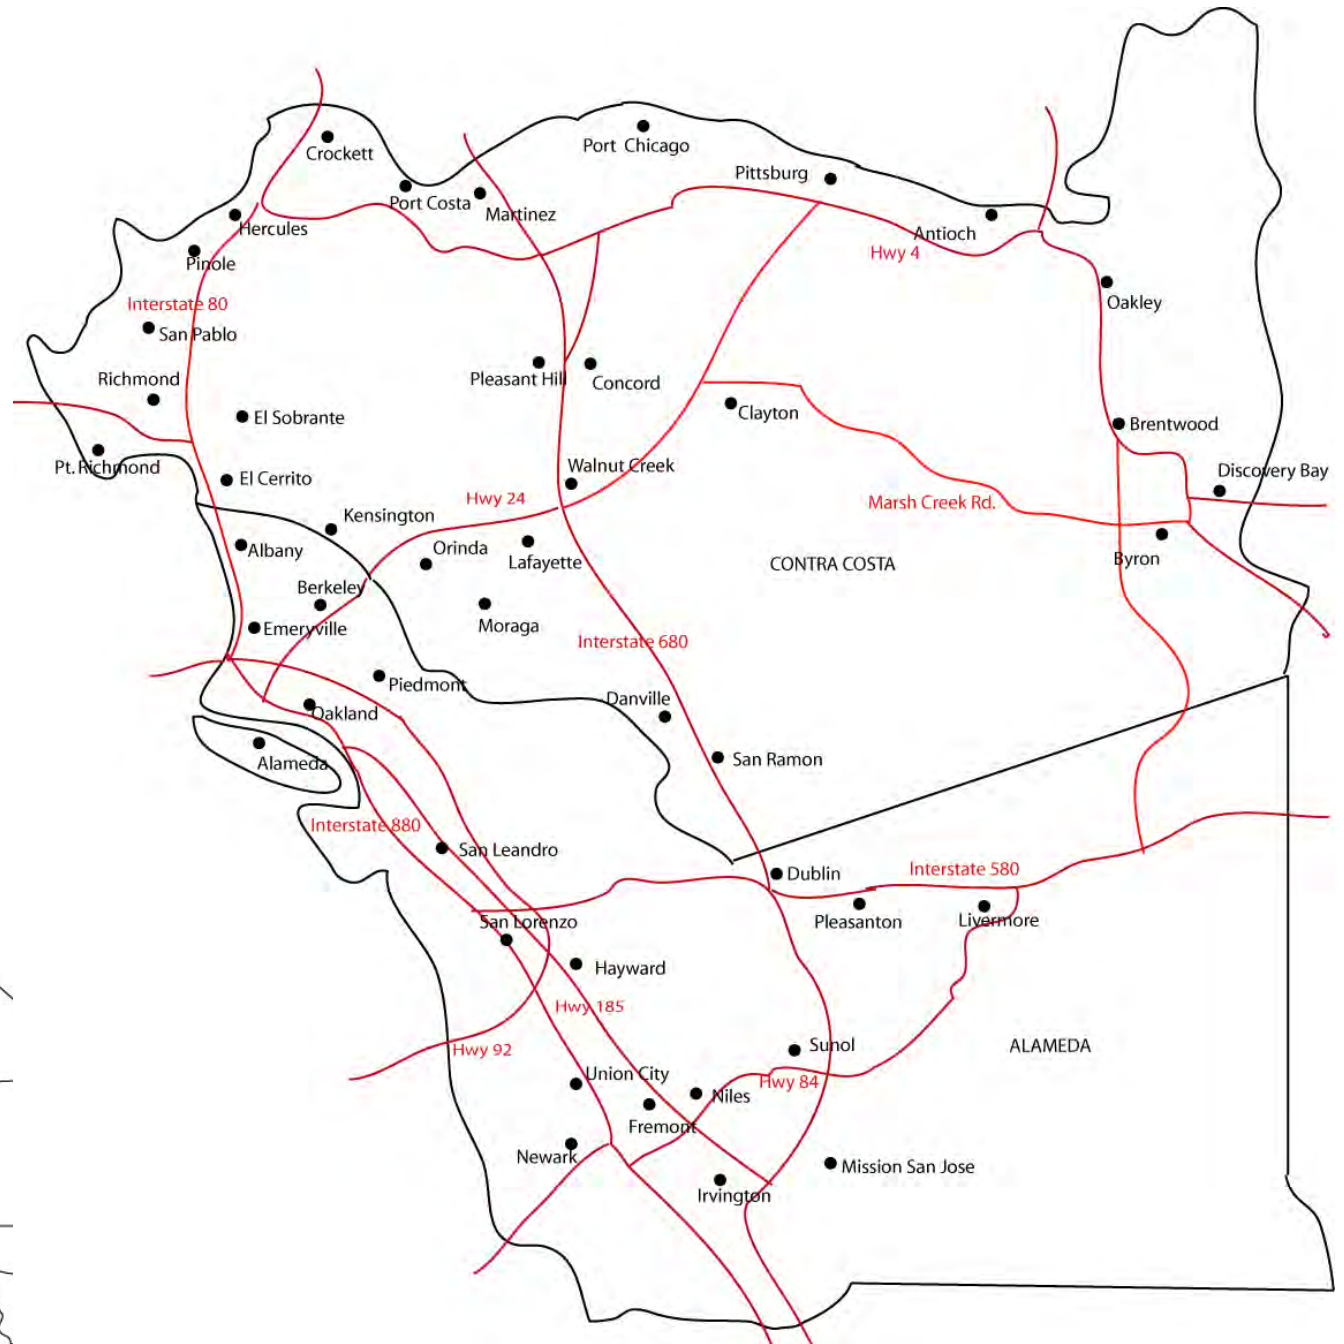 Crockett
Port Chicago
Pittsburg
Port Costa
Martinez
Hercules
Antioch
Hwy 4
Pinole
Interstate 80
Oakley
San Pablo
Richmond
Pleasant Hill
Concord
Clayton
El Sobrante
Brentwood
Pt. Richmond
Walnut Creek
Discovery Bay
El Cerrito
Hwy 24
Marsh Creek Rd.
Kensington
Albany
Orinda
Lafayette
CONTRA COSTA
Byron
Berkeley
Emeryville
Moraga
Interstate 680
Piedmont
Danville
Oakland
Alameda
San Ramon
Interstate 880
San Leandro
Dublin
Interstate 580
San Lorenzo
Pleasanton
Livermore
Hayward
Hwy 185
Hwy 92
Sunol
ALAMEDA
Union City
Hwy 84
Niles
Fremont
Newark
Mission San Jose
Irvington